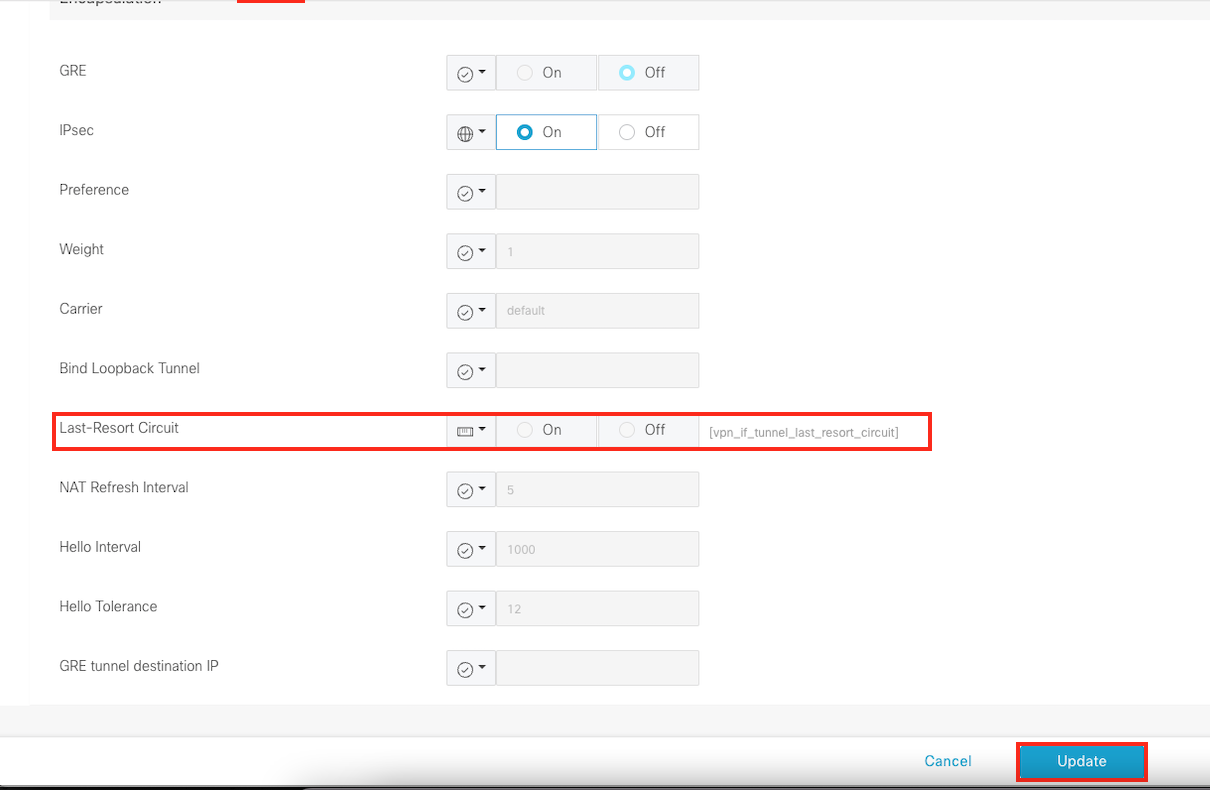 Encapsulation
GRE On Off
IPsec On Off
Preference
Weight 1
Carrier default
Bind Loopback Tunnel
Last-Resort Circuit On Off [vpn_if_tunnel_last_resort_circuit]
NAT Refresh Interval 5
Hello Interval 1000
Hello Tolerance 12
GRE tunnel destination IP
Cancel Update